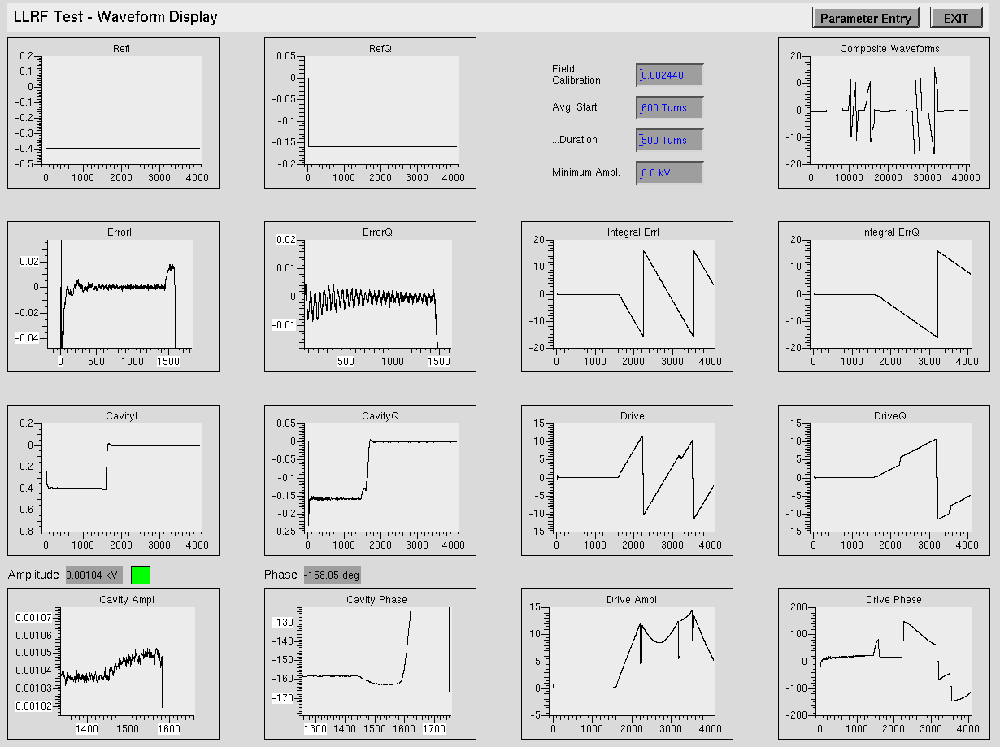 LLRF Test - Waveform Display
Parameter Entry
EXIT
RefI
0.2
0.1
0
-0.1
-0.2
-0.3
-0.4
-0.5
0 1000 2000 3000 4000
RefQ
0.05
0
-0.05
-0.1
-0.15
-0.2
0 1000 2000 3000 4000
Field
Calibration
0.002440
Avg. Start
600 Turns
...Duration
500 Turns
Minimum Ampl.
0.0 kV
Composite Waveforms
20
10
0
-10
-20
0 10000 20000 30000 40000
ErrorI
0.02
0
-0.02
-0.04
0 500 1000 1500
ErrorQ
0.02
0.01
0
-0.01
500 1000 1500
Integral ErrI
20
10
0
-10
-20
0 1000 2000 3000 4000
Integral ErrQ
20
10
0
-10
-20
0 1000 2000 3000 4000
CavityI
0.2
0
-0.2
-0.4
-0.6
-0.8
0 1000 2000 3000 4000
CavityQ
0.05
0
-0.05
-0.1
-0.15
-0.2
-0.25
0 1000 2000 3000 4000
DriveI
15
10
5
0
-5
-10
-15
0 1000 2000 3000 4000
DriveQ
15
10
5
0
-5
-10
-15
0 1000 2000 3000 4000
Amplitude 0.00104 kV
Phase -158.05 deg
Cavity Ampl
0.00107
0.00106
0.00105
0.00104
0.00103
0.00102
1400 1500 1600
Cavity Phase
-130
-140
-150
-160
-170
1300 1400 1500 1600 1700
Drive Ampl
15
10
5
0
-5
0 1000 2000 3000 4000
Drive Phase
200
100
0
-100
-200
0 1000 2000 3000 4000